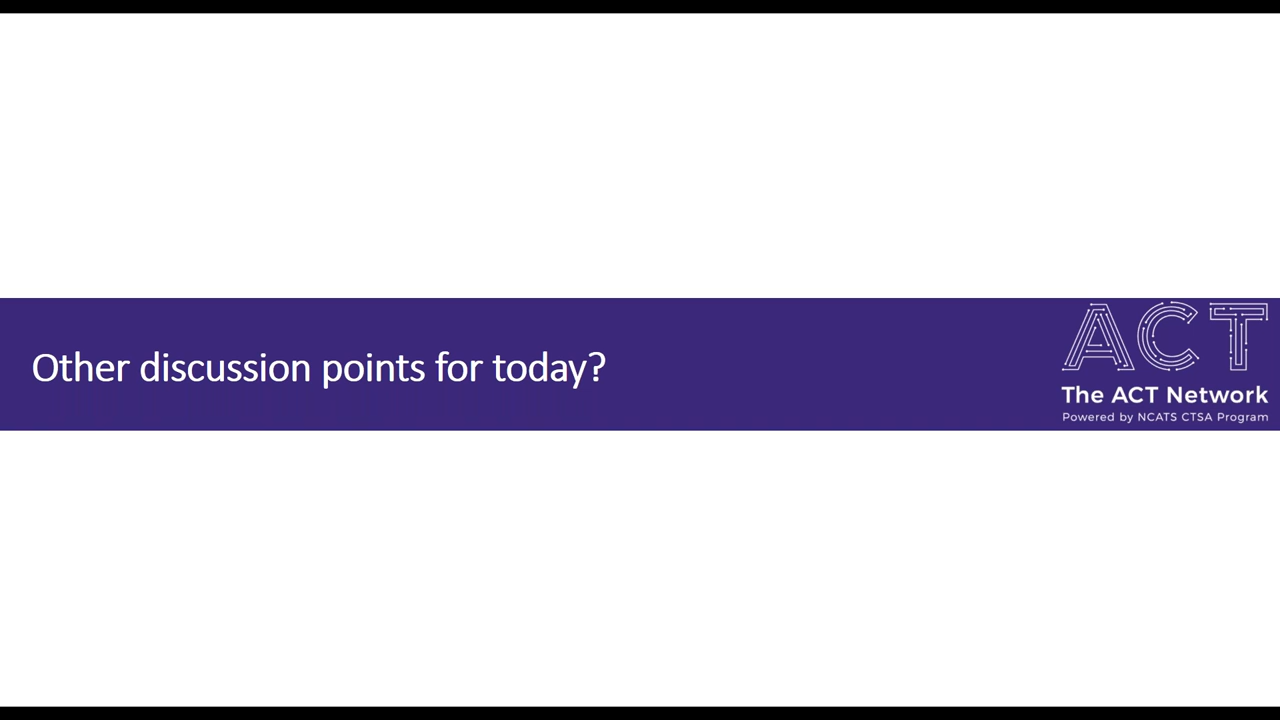 Other discussion points for today?
ACT
The ACT Network
Powered by NCATS CTSA Program